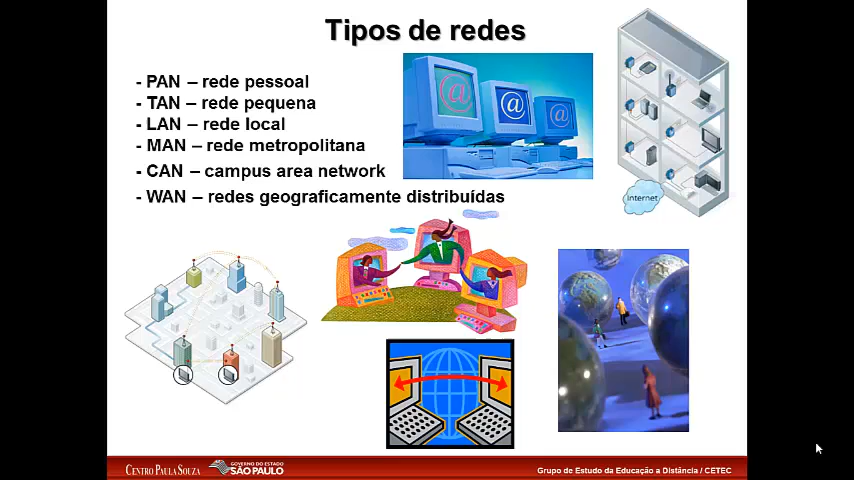 Tipos de redes
- PAN – rede pessoal
- TAN – rede pequena
- LAN – rede local
- MAN – rede metropolitana
- CAN – campus area network
- WAN – redes geograficamente distribuídas
@
@
@
Internet
CENTRO PAULA SOUZA
GOVERNO DO ESTADO
SÃO PAULO
Grupo de Estudo da Educação a Distância / CETEC